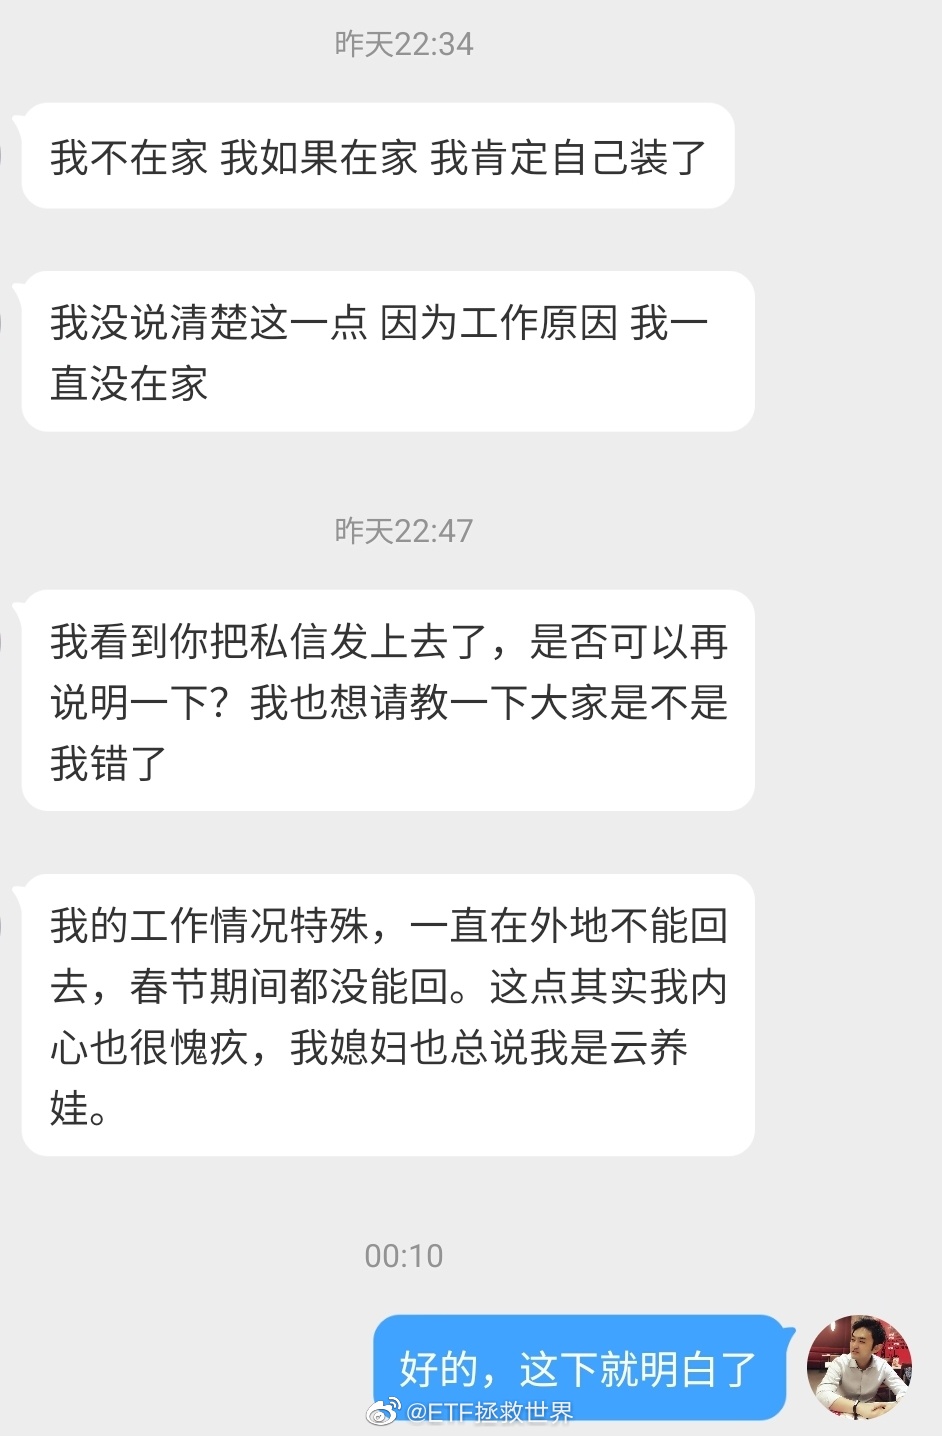 昨天22:34
我不在家 我如果在家 我肯定自己装了
我没说清楚这一点 因为工作原因 我一
直没在家
昨天22:47
我看到你把私信发上去了，是否可以再
说明一下？我也想请教一下大家是不是
我错了
我的工作情况特殊，一直在外地不能回
去，春节期间都没能回。这点其实我内
心也很愧疚，我媳妇也总说我是云养
娃。
00:10
好的，这下就明白了
@ETF拯救世界